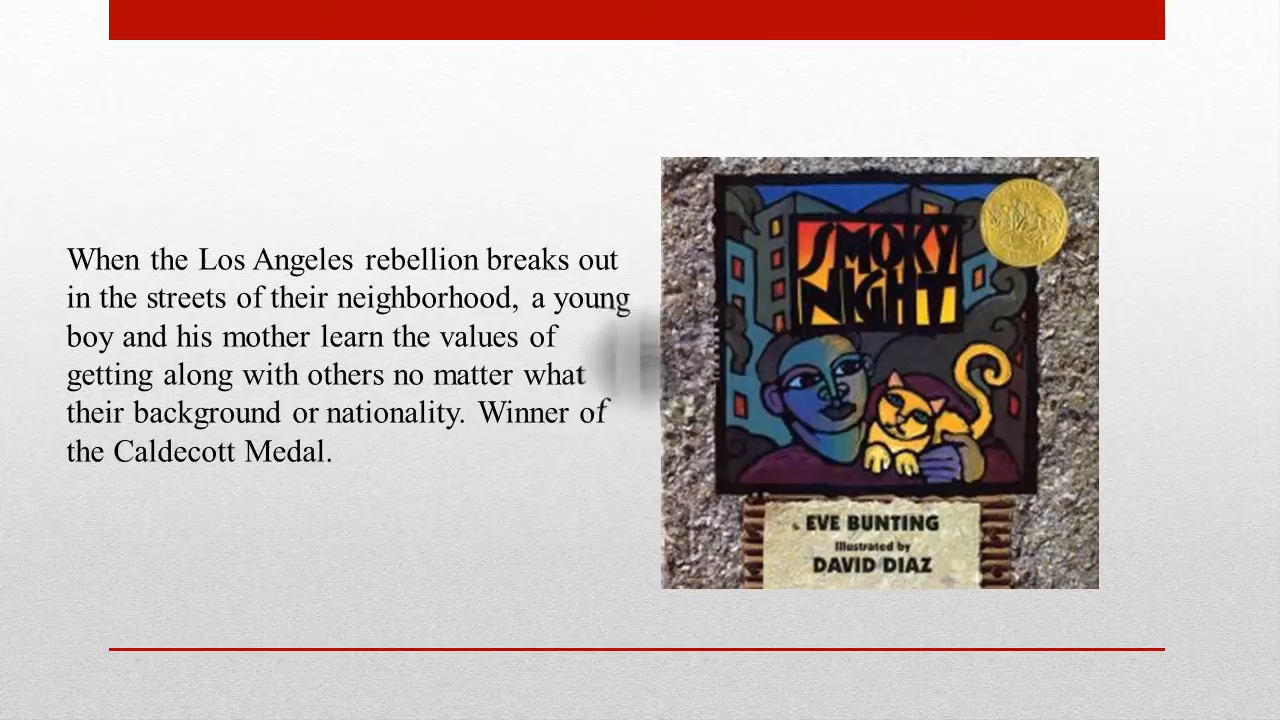 When the Los Angeles rebellion breaks out
in the streets of their neighborhood, a young
boy and his mother learn the values of
getting along with others no matter what
their background or nationality. Winner of
the Caldecott Medal.
SMOKY
NIGHT
EVE BUNTING
Illustrated by
DAVID DIAZ